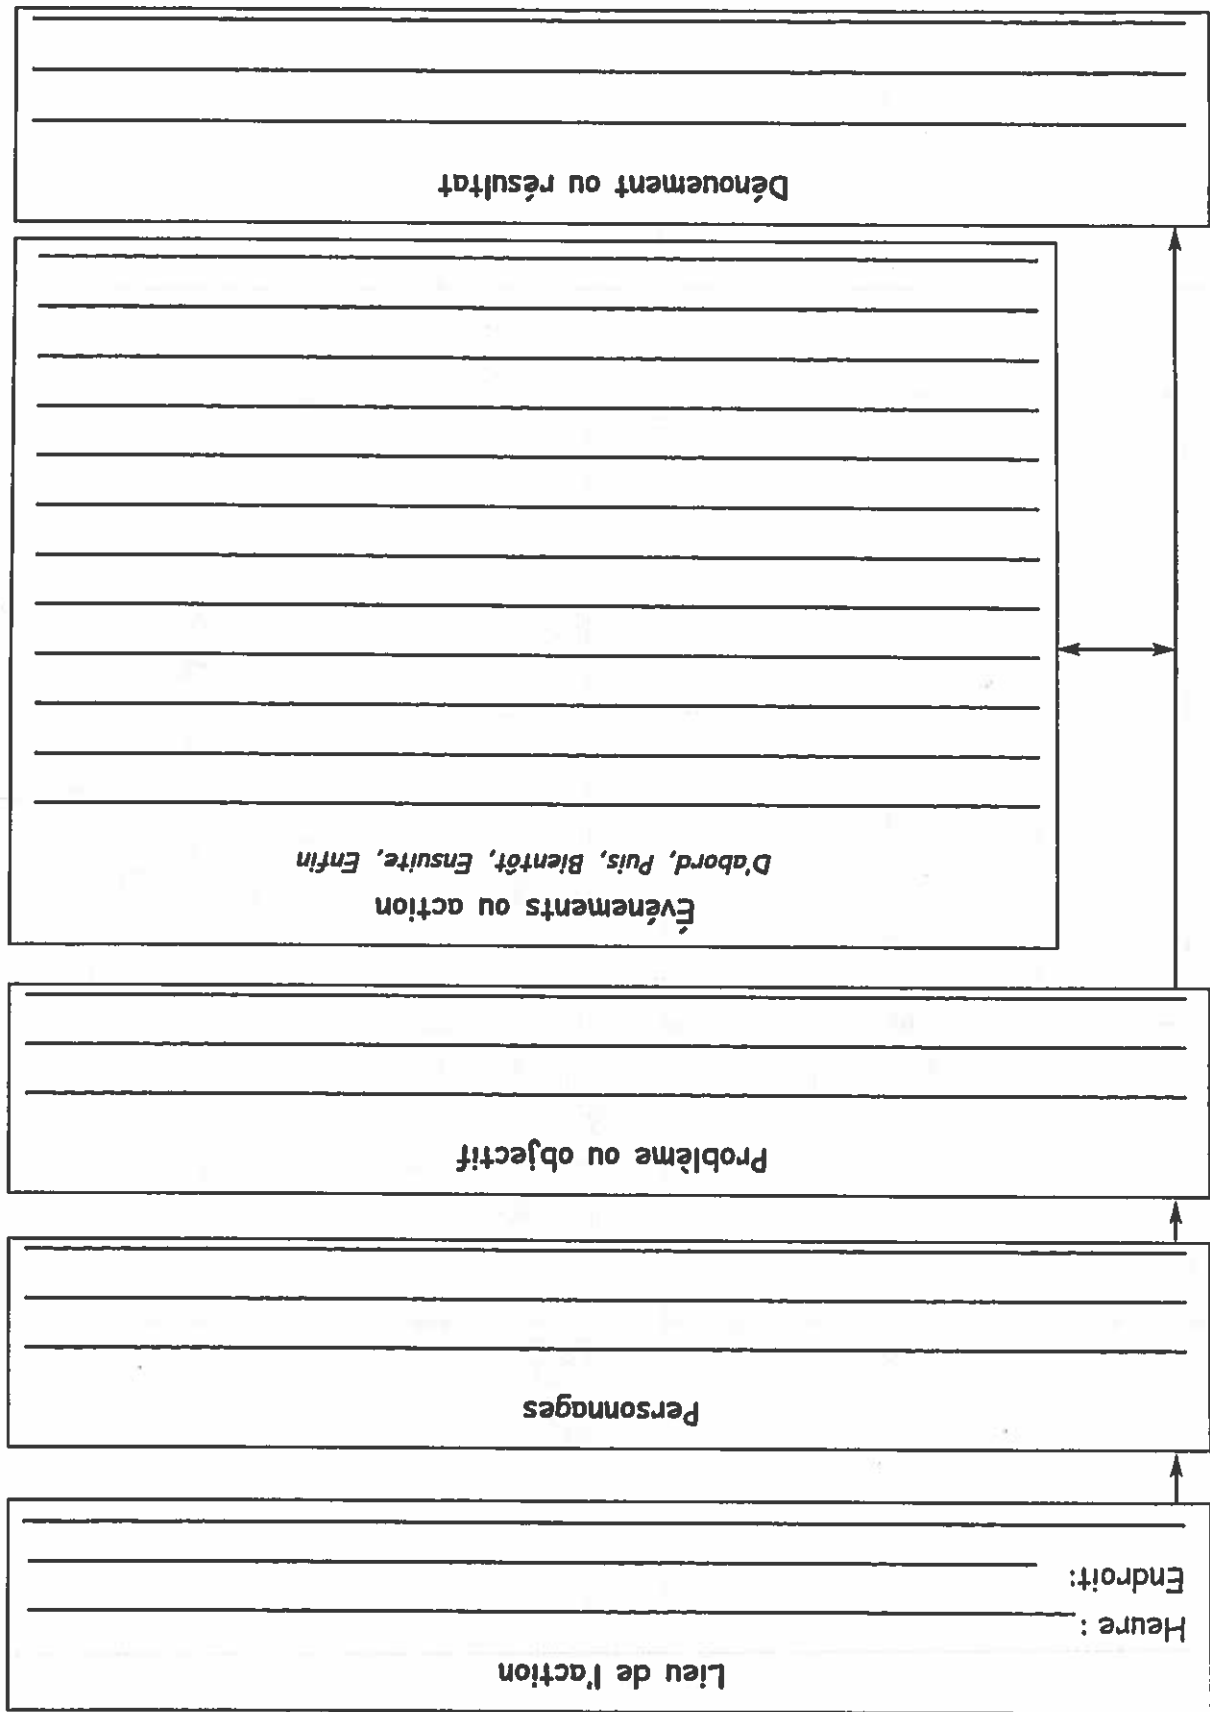 Lieu de l'action
Heure :
Endroit:
Personnages
Problème ou objectif
Événements ou action
D'abord, Puis, Bientôt, Ensuite, Enfin
Dénouement ou résultat